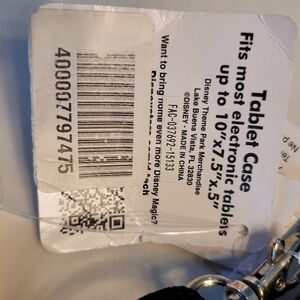 Tablet Case
Fits most electronic tablets
up to 10"x7.5"x.5"
Disney Theme Park Merchandise
Lake Buena Vista, FL 32830
©DISNEY • MADE IN CHINA
FAC-037692-15133
Want to bring home even more Disney Magic?
400007797475